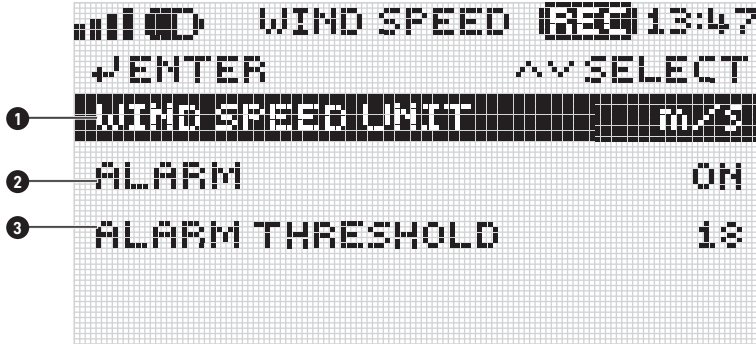 WIND SPEED REC 13:47
↵ENTER ∧∨SELECT
1 WIND SPEED UNIT m/s
2 ALARM ON
3 ALARM THRESHOLD 18